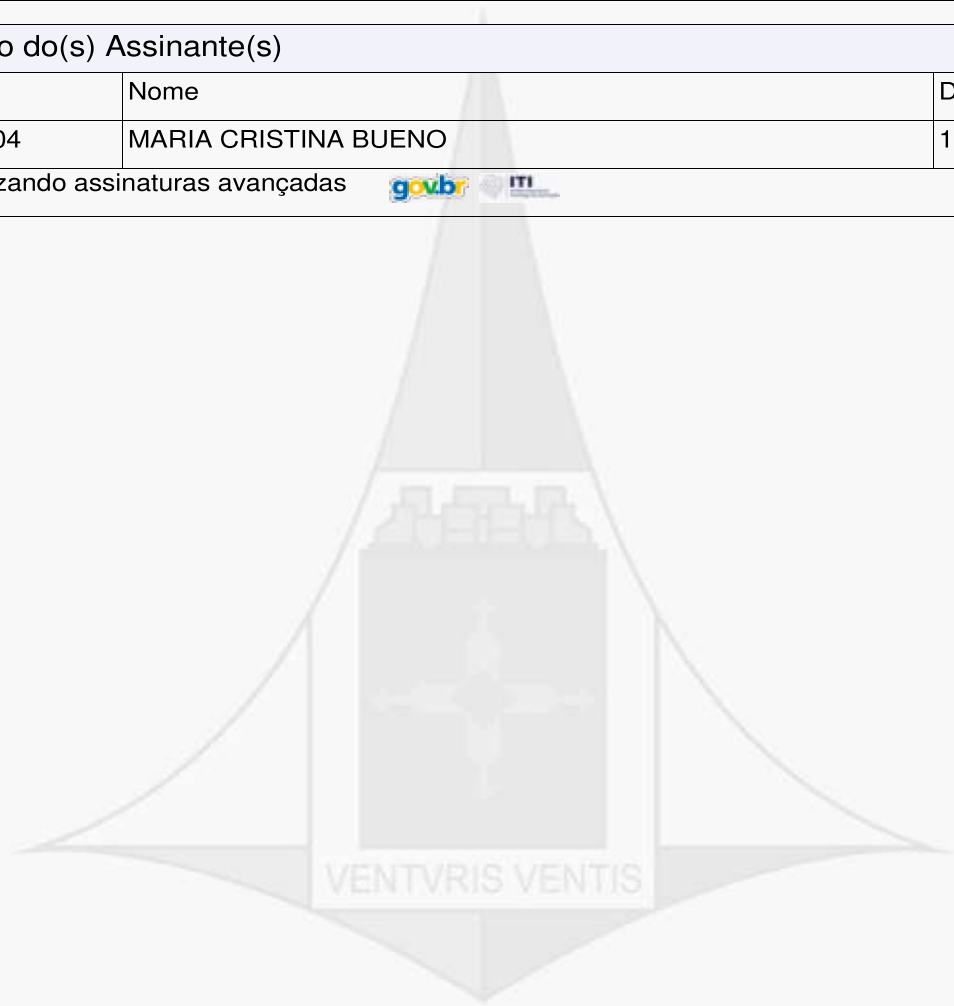 o do(s) Assinante(s)
Nome D
04 MARIA CRISTINA BUENO 1
zando assinaturas avançadas gov.br ITI
VENTVRIS VENTIS